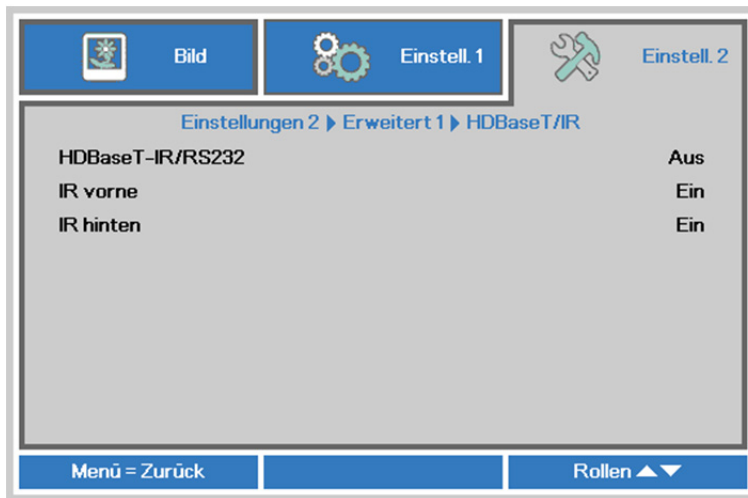 Bild
Einstell. 1
Einstell. 2
Einstellungen 2 ▶ Erweitert 1 ▶ HDBaseT/IR
HDBaseT-IR/RS232 Aus
IR vorne Ein
IR hinten Ein
Menü = Zurück
Rollen ▲▼